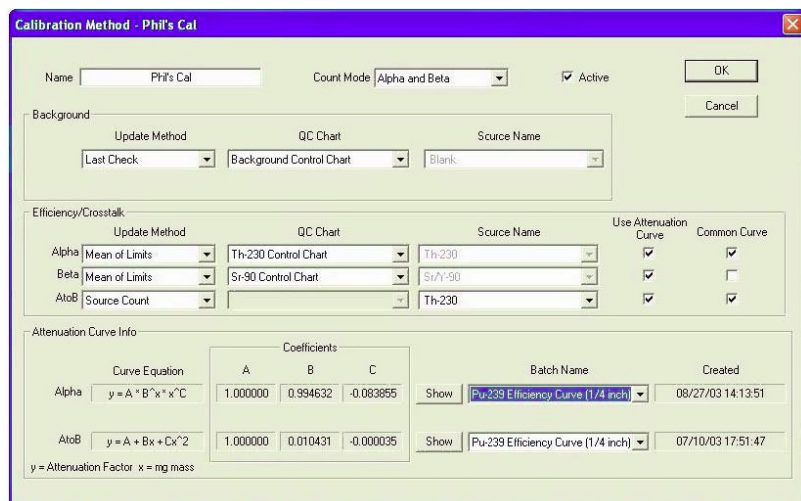 Calibration Method - Phil's Cal
Name Phil's Cal Count Mode Alpha and Beta Active OK
Cancel
Background
Update Method QC Chart Scurce Name
Last Check Background Control Chart Blank
Efficiency/Crosstalk
Update Method QC Chart Scurce Name Use Attenuation Curve Common Curve
Alpha Mean of Limits Th-230 Control Chart Th-230
Beta Mean of Limits Sr-90 Control Chart Sr/Y-90
AtoB Source Count Th-230
Attenuation Curve Info
Coefficients
Curve Equation A B C Batch Name Created
Alpha y = A * B^x * x^C 1.000000 0.994632 -0.083855 Show Pu-239 Efficiency Curve (1/4 inch) 08/27/03 14:13:51
AtoB y = A + Bx + Cx^2 1.000000 0.010431 -0.000035 Show Pu-239 Efficiency Curve (1/4 inch) 07/10/03 17:51:47
y = Attenuation Factor x = mg mass